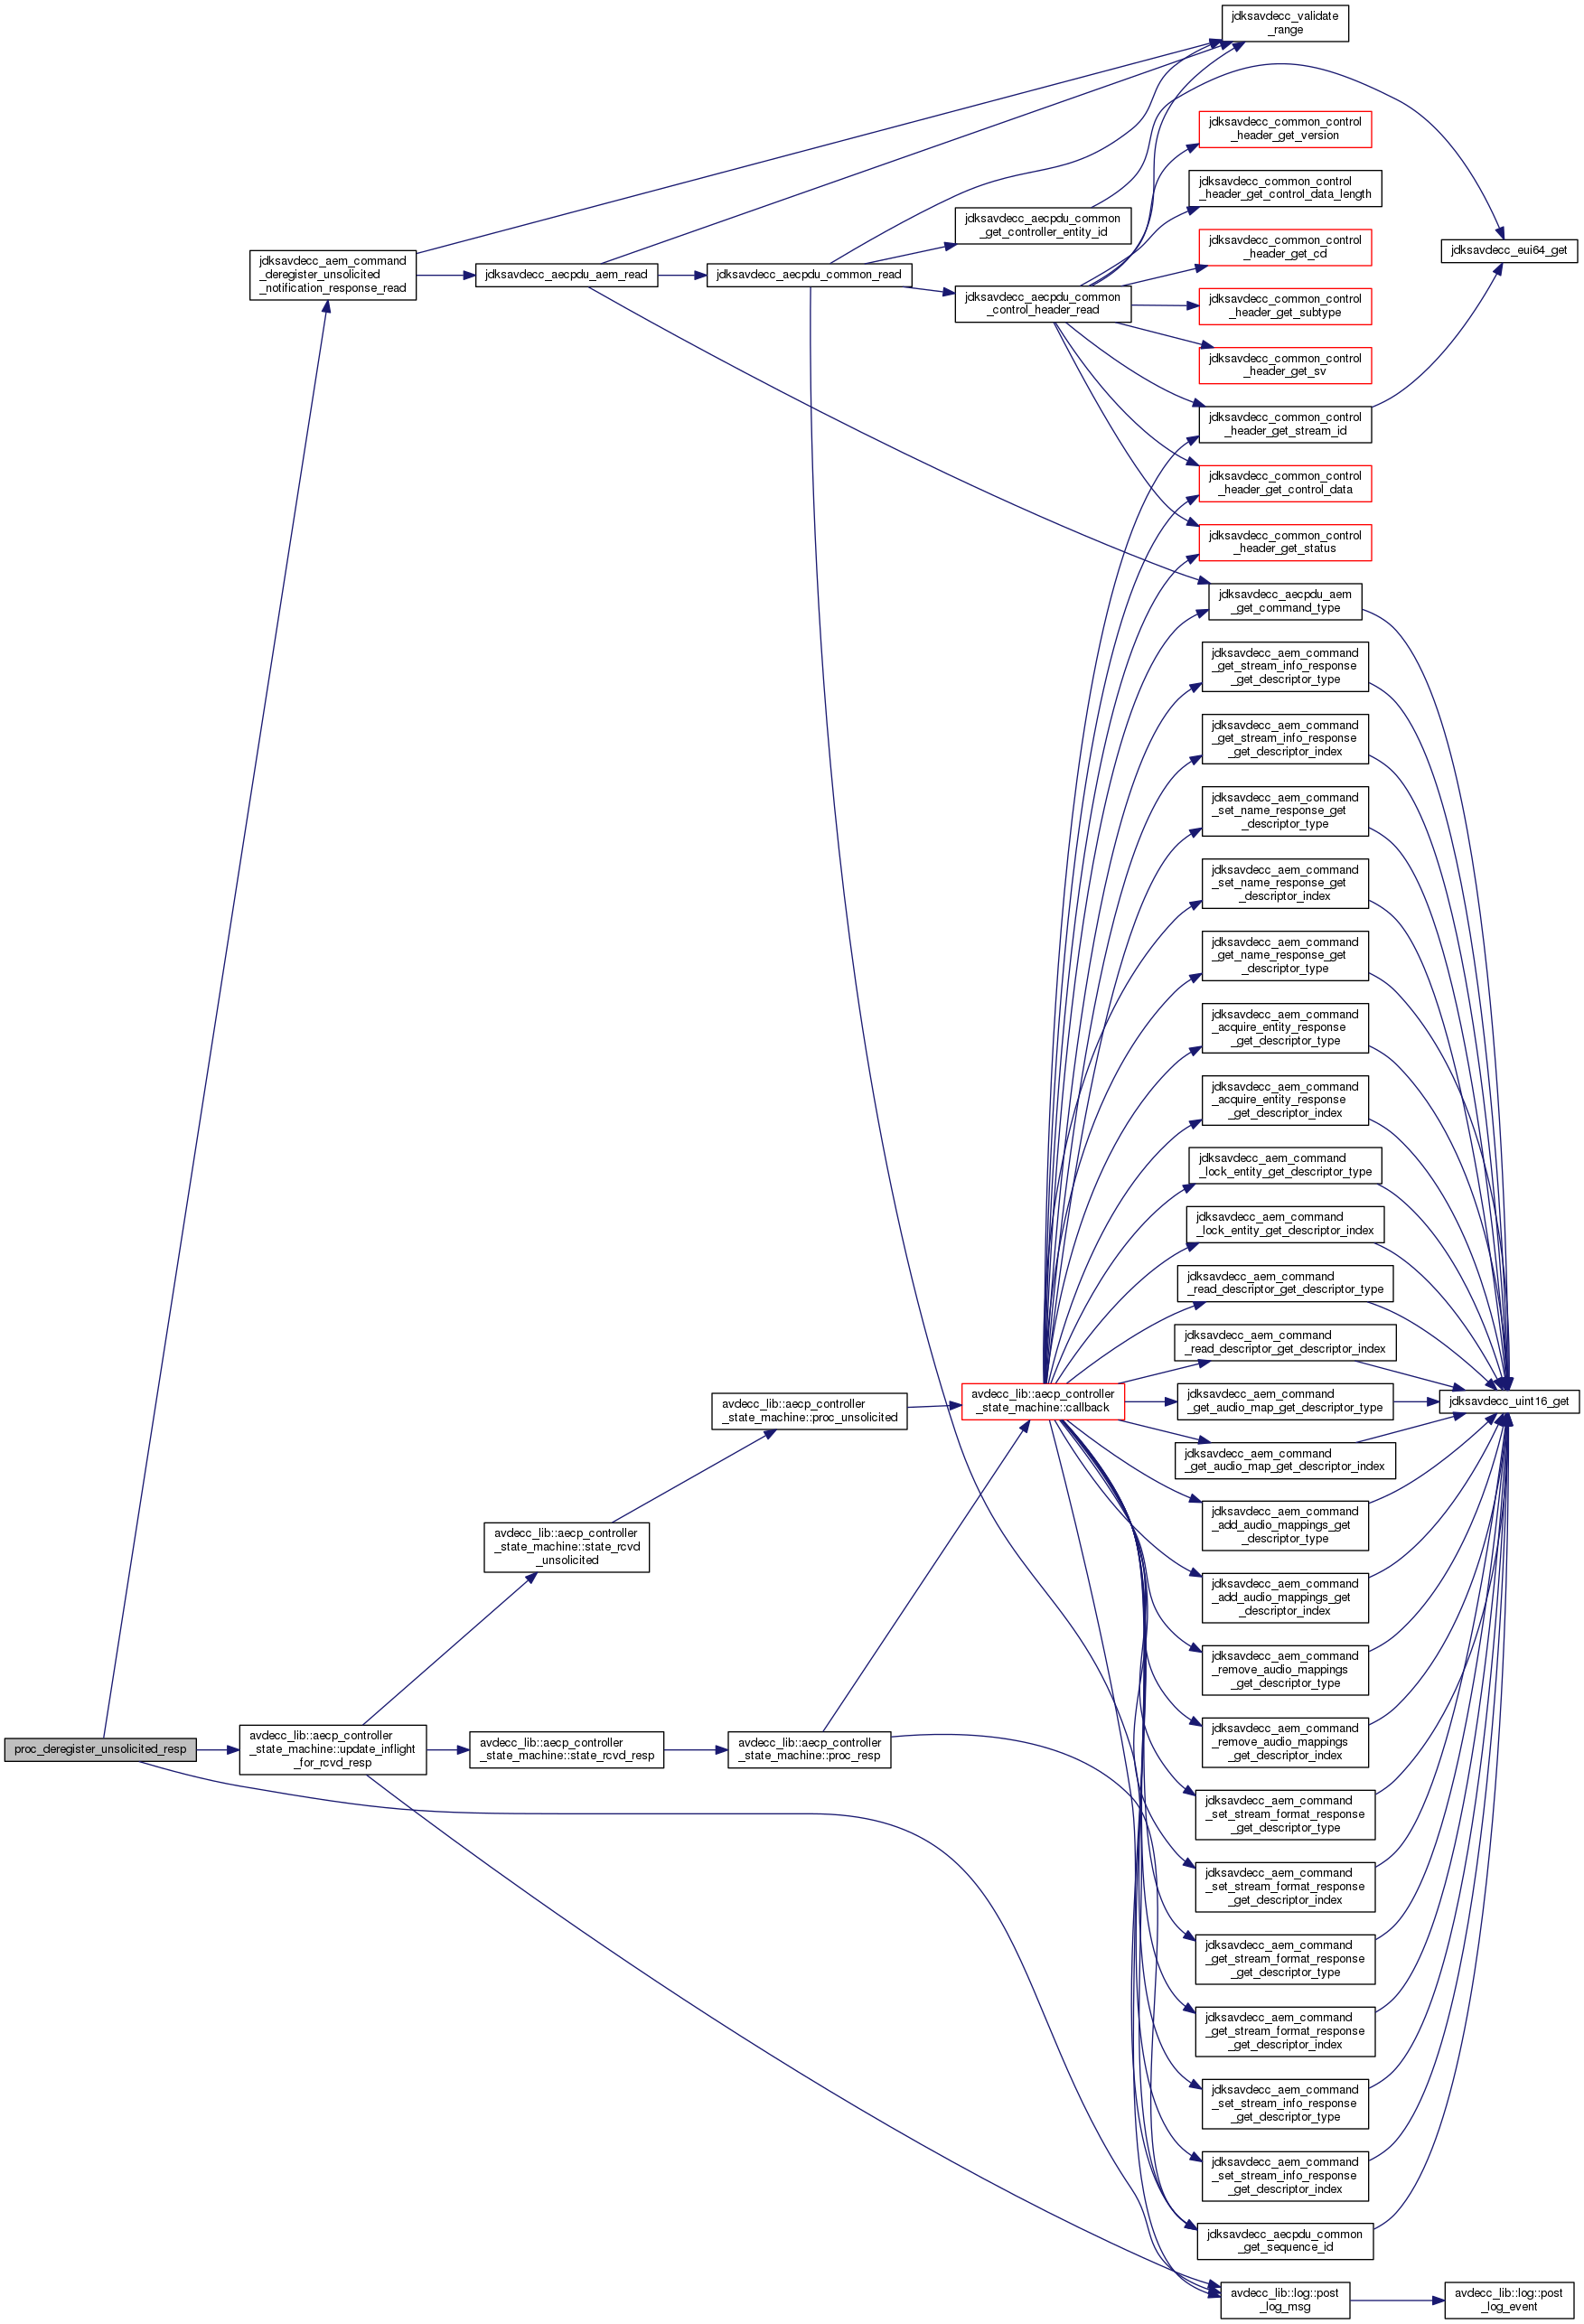 proc_deregister_unsolicited_resp
jdksavdecc_aem_command
_deregister_unsolicited
_notification_response_read
avdecc_lib::aecp_controller
_state_machine::update_inflight
_for_rcvd_resp
jdksavdecc_aecpdu_aem_read
avdecc_lib::aecp_controller
_state_machine::state_rcvd
_unsolicited
avdecc_lib::aecp_controller
_state_machine::state_rcvd_resp
jdksavdecc_aecpdu_common_read
avdecc_lib::aecp_controller
_state_machine::proc_unsolicited
avdecc_lib::aecp_controller
_state_machine::proc_resp
jdksavdecc_aecpdu_common
_get_controller_entity_id
jdksavdecc_aecpdu_common
_control_header_read
avdecc_lib::aecp_controller
_state_machine::callback
jdksavdecc_validate
_range
jdksavdecc_common_control
_header_get_version
jdksavdecc_common_control
_header_get_control_data_length
jdksavdecc_common_control
_header_get_cd
jdksavdecc_common_control
_header_get_subtype
jdksavdecc_common_control
_header_get_sv
jdksavdecc_common_control
_header_get_stream_id
jdksavdecc_common_control
_header_get_control_data
jdksavdecc_common_control
_header_get_status
jdksavdecc_aecpdu_aem
_get_command_type
jdksavdecc_aem_command
_get_stream_info_response
_get_descriptor_type
jdksavdecc_aem_command
_get_stream_info_response
_get_descriptor_index
jdksavdecc_aem_command
_set_name_response_get
_descriptor_type
jdksavdecc_aem_command
_set_name_response_get
_descriptor_index
jdksavdecc_aem_command
_get_name_response_get
_descriptor_type
jdksavdecc_aem_command
_acquire_entity_response
_get_descriptor_type
jdksavdecc_aem_command
_acquire_entity_response
_get_descriptor_index
jdksavdecc_aem_command
_lock_entity_get_descriptor_type
jdksavdecc_aem_command
_lock_entity_get_descriptor_index
jdksavdecc_aem_command
_read_descriptor_get_descriptor_type
jdksavdecc_aem_command
_read_descriptor_get_descriptor_index
jdksavdecc_aem_command
_get_audio_map_get_descriptor_type
jdksavdecc_aem_command
_get_audio_map_get_descriptor_index
jdksavdecc_aem_command
_add_audio_mappings_get
_descriptor_type
jdksavdecc_aem_command
_add_audio_mappings_get
_descriptor_index
jdksavdecc_aem_command
_remove_audio_mappings
_get_descriptor_type
jdksavdecc_aem_command
_remove_audio_mappings
_get_descriptor_index
jdksavdecc_aem_command
_set_stream_format_response
_get_descriptor_type
jdksavdecc_aem_command
_set_stream_format_response
_get_descriptor_index
jdksavdecc_aem_command
_get_stream_format_response
_get_descriptor_type
jdksavdecc_aem_command
_get_stream_format_response
_get_descriptor_index
jdksavdecc_aem_command
_set_stream_info_response
_get_descriptor_type
jdksavdecc_aem_command
_set_stream_info_response
_get_descriptor_index
jdksavdecc_aecpdu_common
_get_sequence_id
avdecc_lib::log::post
_log_msg
jdksavdecc_eui64_get
jdksavdecc_uint16_get
avdecc_lib::log::post
_log_event